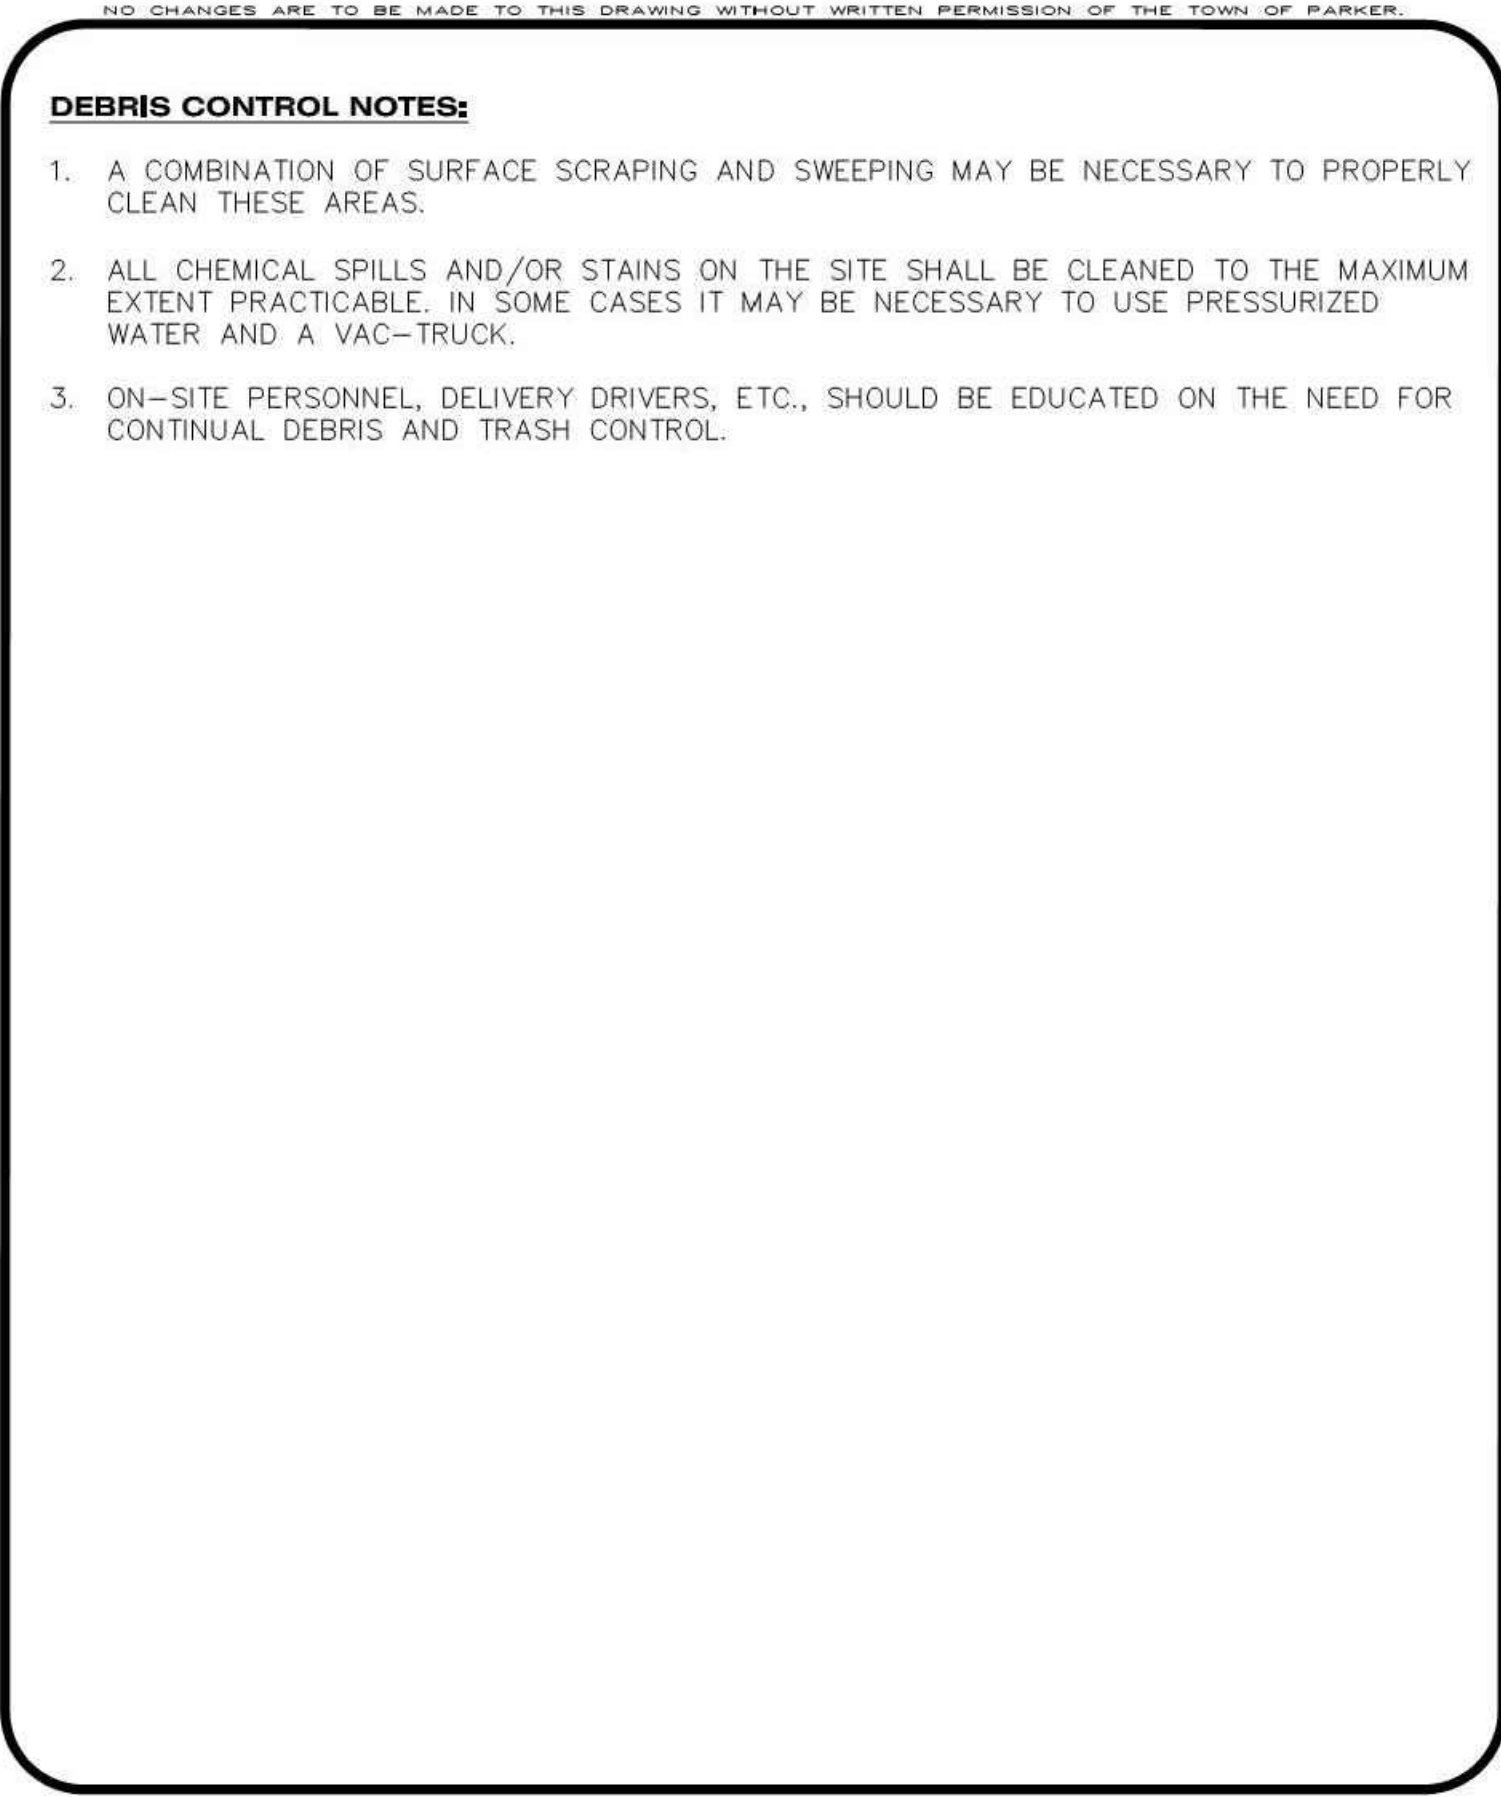 NO CHANGES ARE TO BE MADE TO THIS DRAWING WITHOUT WRITTEN PERMISSION OF THE TOWN OF PARKER.
DEBRIS CONTROL NOTES:
1. A COMBINATION OF SURFACE SCRAPING AND SWEEPING MAY BE NECESSARY TO PROPERLY
CLEAN THESE AREAS.
2. ALL CHEMICAL SPILLS AND/OR STAINS ON THE SITE SHALL BE CLEANED TO THE MAXIMUM
EXTENT PRACTICABLE. IN SOME CASES IT MAY BE NECESSARY TO USE PRESSURIZED
WATER AND A VAC-TRUCK.
3. ON-SITE PERSONNEL, DELIVERY DRIVERS, ETC., SHOULD BE EDUCATED ON THE NEED FOR
CONTINUAL DEBRIS AND TRASH CONTROL.